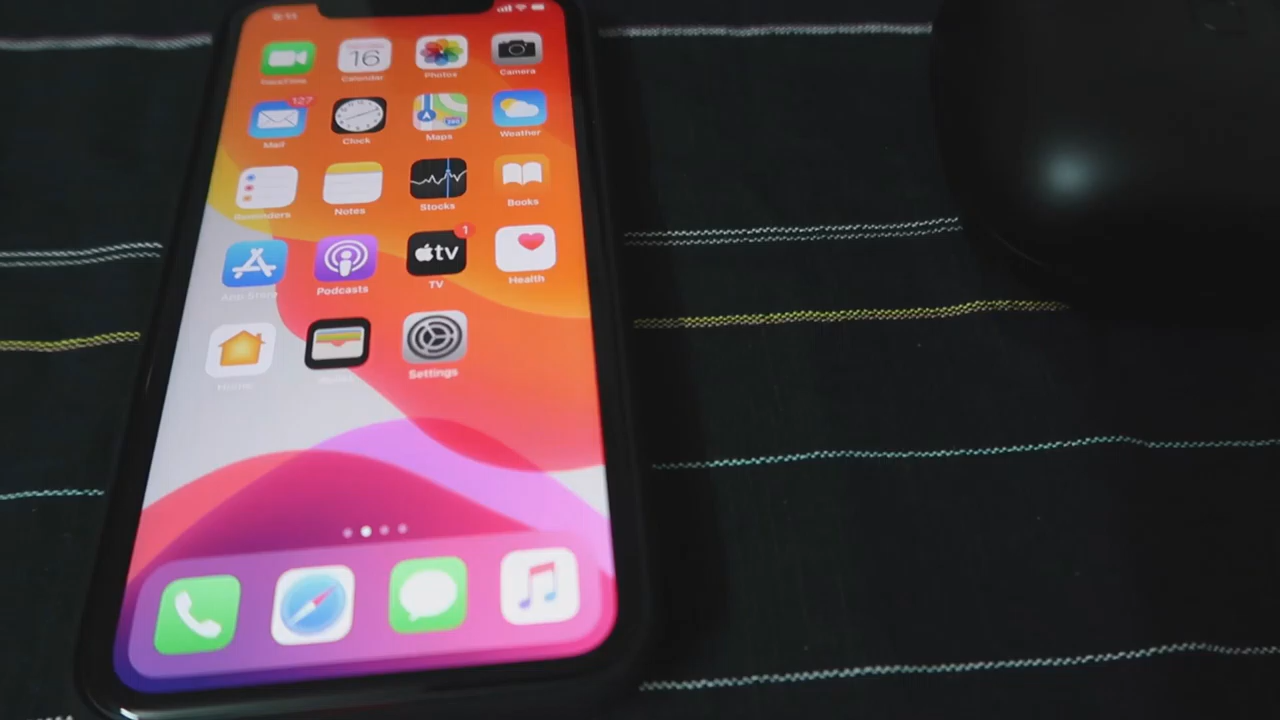 FaceTime Calendar Photos Camera
16
127
Mail Clock Maps Weather
280
Reminders Notes Stocks Books
App Store Podcasts TV Health
tv
1
Home Settings